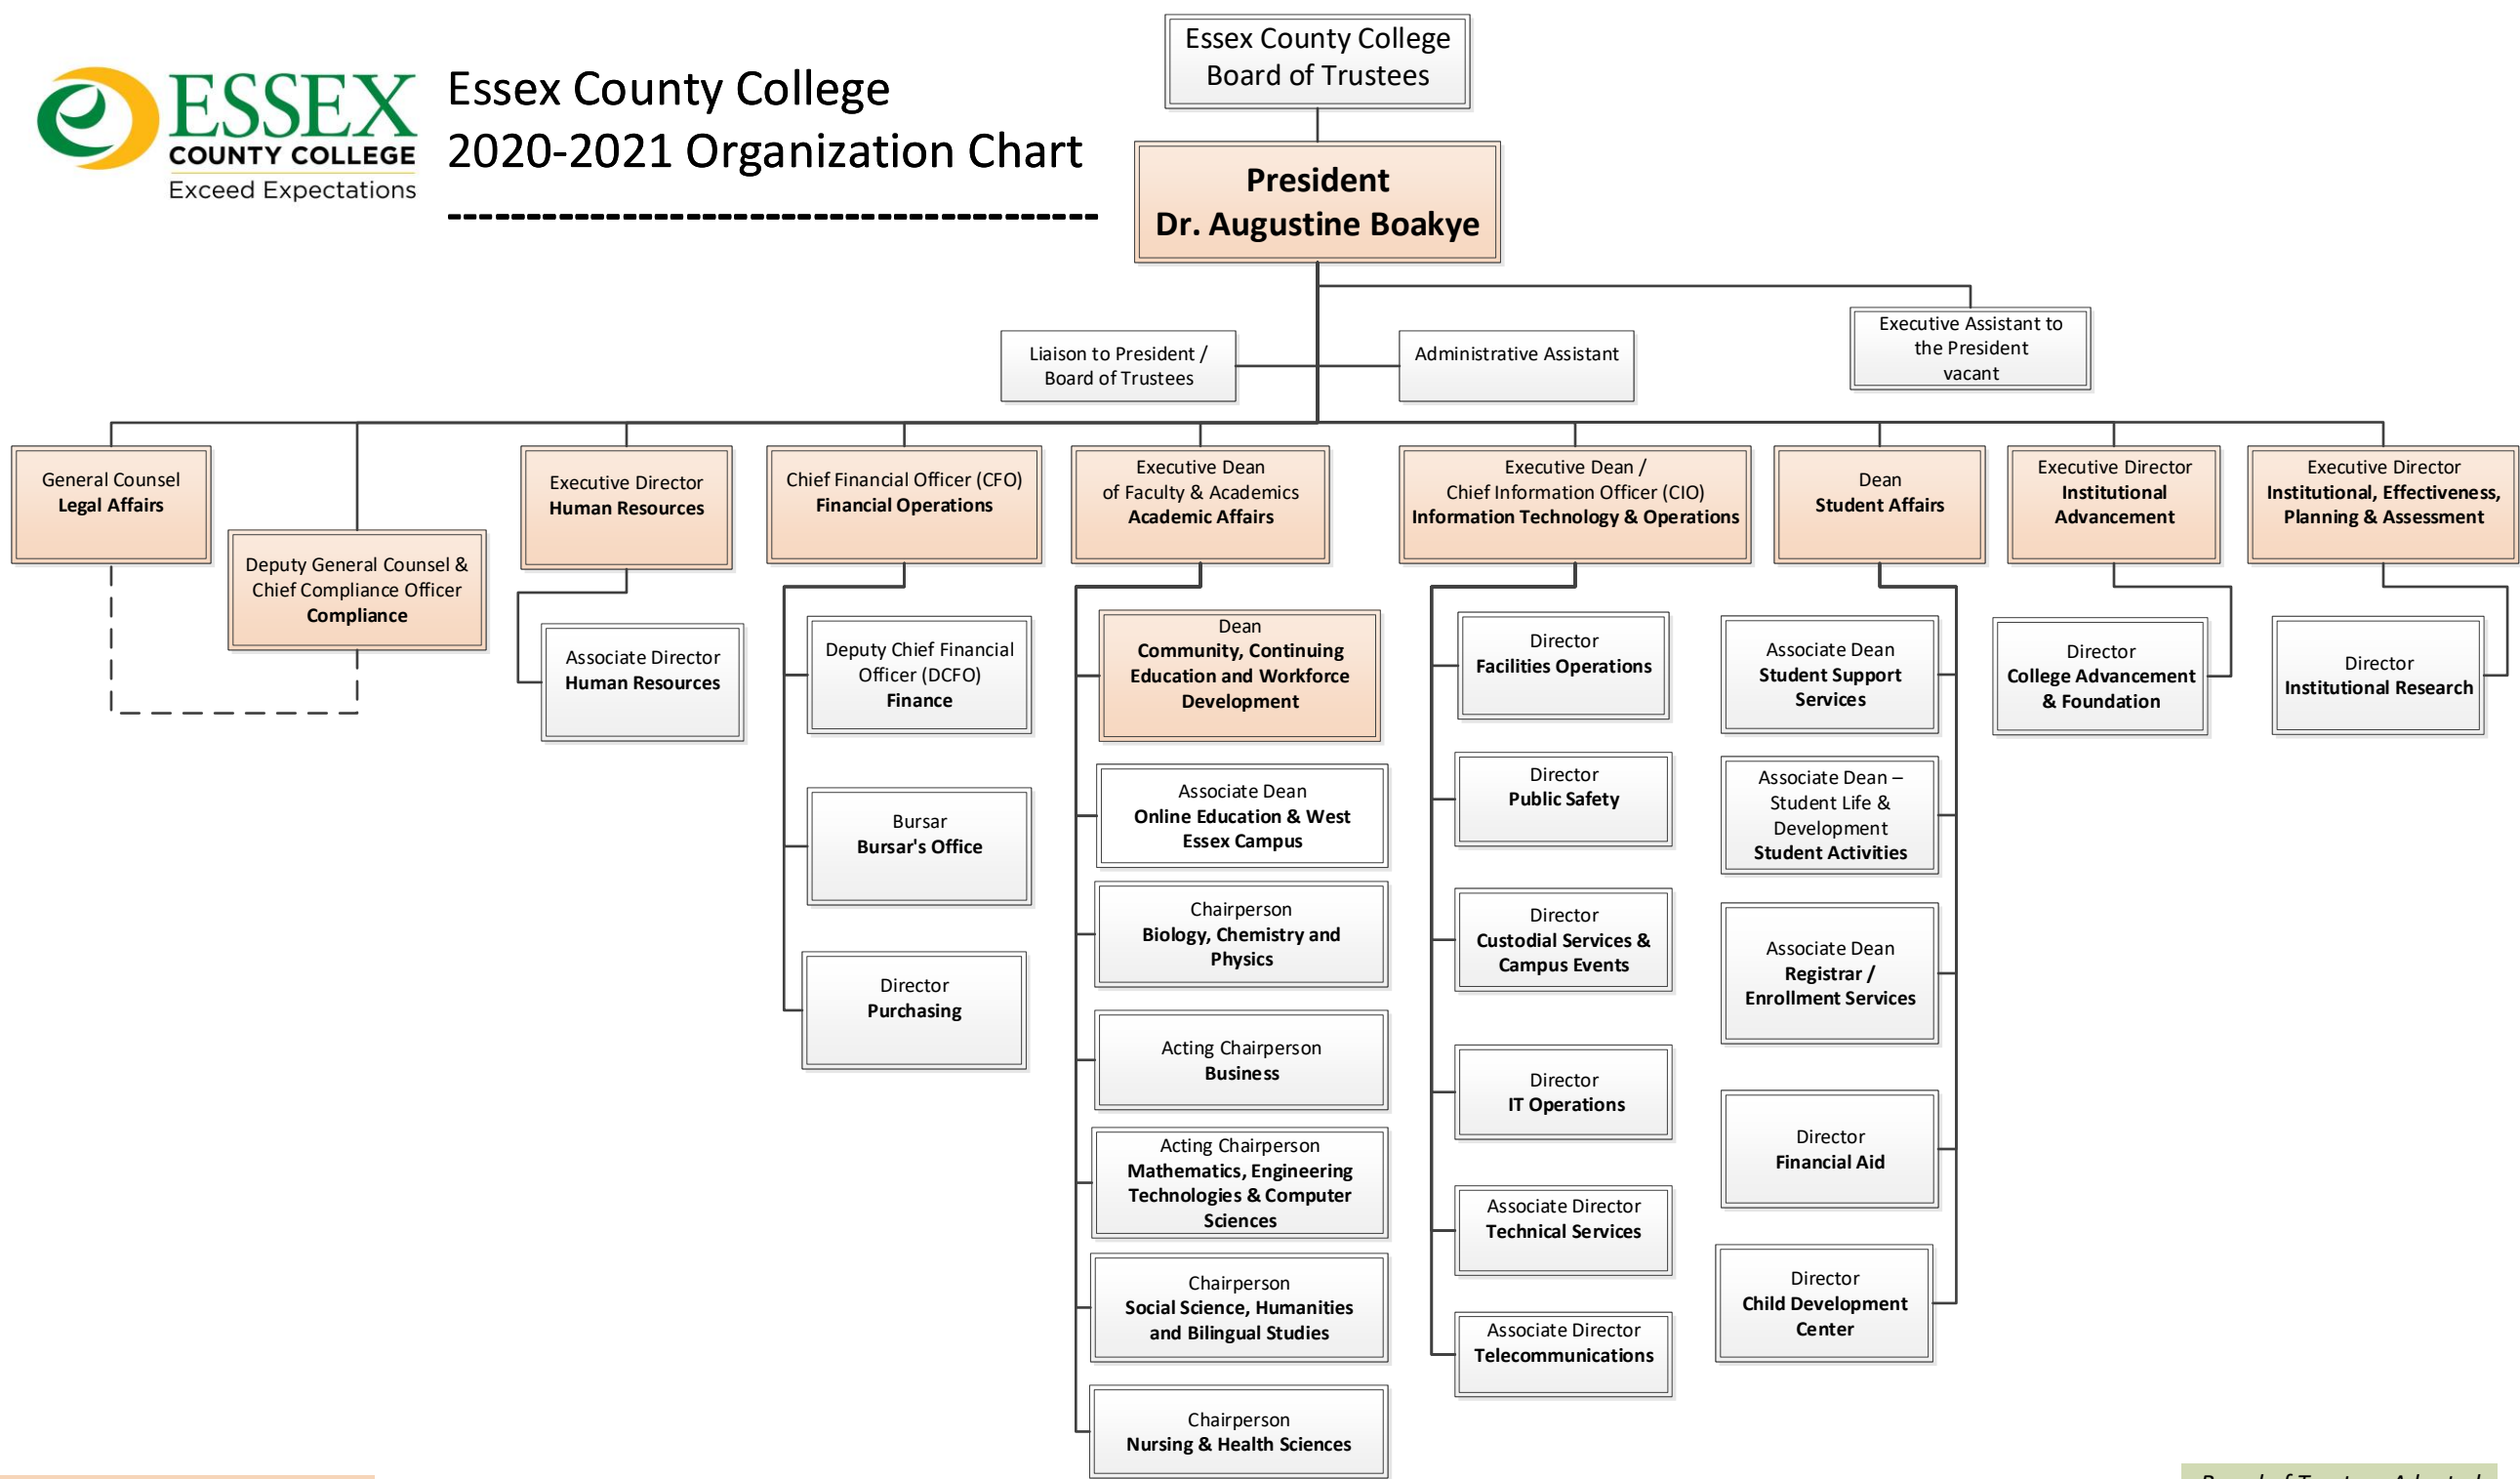 Essex County College
Board of Trustees
ESSEX
COUNTY COLLEGE
Exceed Expectations
Essex County College
2020-2021 Organization Chart
President
Dr. Augustine Boakye
Liaison to President /
Board of Trustees
Administrative Assistant
Executive Assistant to
the President
vacant
General Counsel
Legal Affairs
Deputy General Counsel &
Chief Compliance Officer
Compliance
Executive Director
Human Resources
Associate Director
Human Resources
Chief Financial Officer (CFO)
Financial Operations
Deputy Chief Financial
Officer (DCFO)
Finance
Bursar
Bursar's Office
Director
Purchasing
Executive Dean
of Faculty & Academics
Academic Affairs
Dean
Community, Continuing
Education and Workforce
Development
Associate Dean
Online Education & West
Essex Campus
Chairperson
Biology, Chemistry and
Physics
Acting Chairperson
Business
Acting Chairperson
Mathematics, Engineering
Technologies & Computer
Sciences
Chairperson
Social Science, Humanities
and Bilingual Studies
Chairperson
Nursing & Health Sciences
Executive Dean /
Chief Information Officer (CIO)
Information Technology & Operations
Director
Facilities Operations
Director
Public Safety
Director
Custodial Services &
Campus Events
Director
IT Operations
Associate Director
Technical Services
Associate Director
Telecommunications
Dean
Student Affairs
Associate Dean
Student Support
Services
Associate Dean –
Student Life &
Development
Student Activities
Associate Dean
Registrar /
Enrollment Services
Director
Financial Aid
Director
Child Development
Center
Executive Director
Institutional
Advancement
Director
College Advancement
& Foundation
Executive Director
Institutional, Effectiveness,
Planning & Assessment
Director
Institutional Research
Board of Trustees Adopted